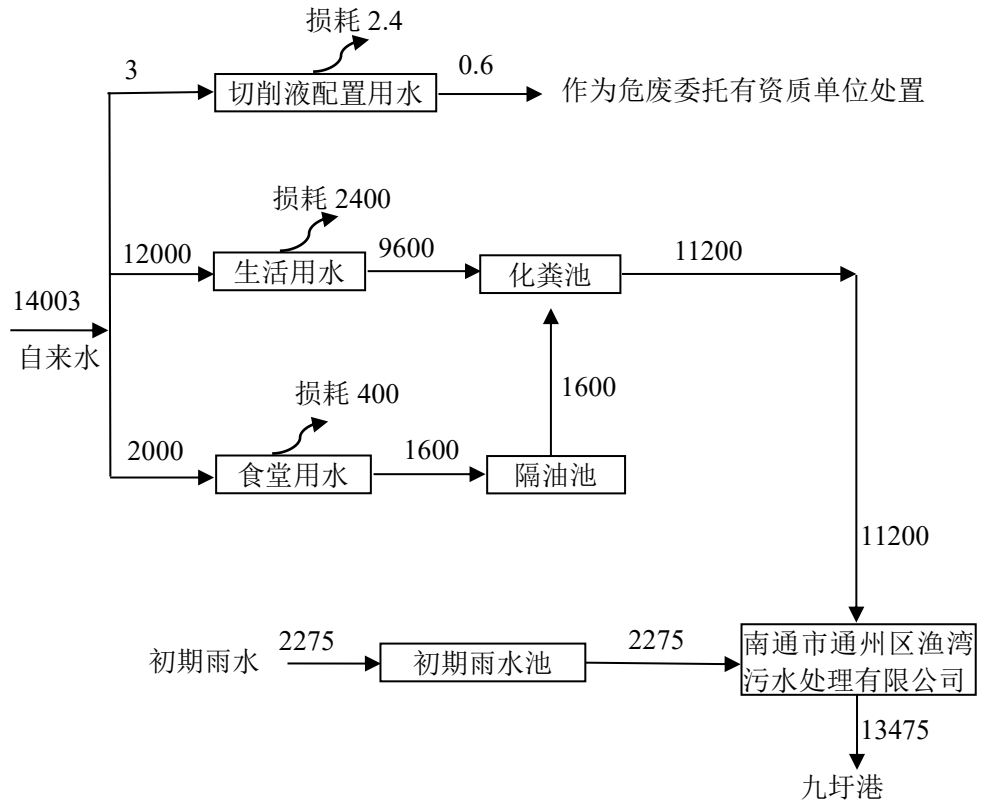 损耗 2.4
3
切削液配置用水
0.6
作为危废委托有资质单位处置
损耗 2400
12000
生活用水
9600
化粪池
11200
14003
自来水
损耗 400
1600
2000
食堂用水
1600
隔油池
11200
初期雨水
2275
初期雨水池
2275
南通市通州区渔湾
污水处理有限公司
13475
九圩港